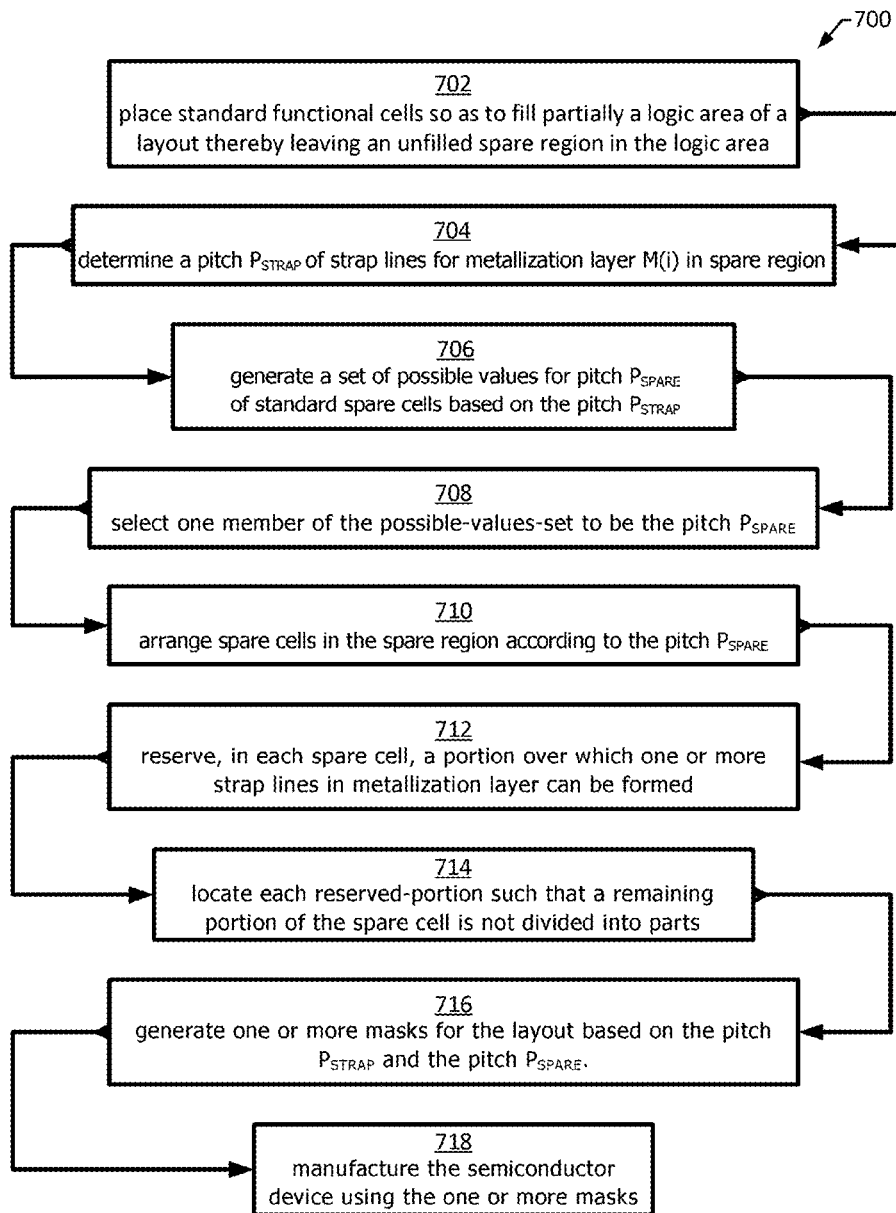 700
702
place standard functional cells so as to fill partially a logic area of a
layout thereby leaving an unfilled spare region in the logic area
704
determine a pitch PSTRAP of strap lines for metallization layer M(i) in spare region
706
generate a set of possible values for pitch PSPARE
of standard spare cells based on the pitch PSTRAP
708
select one member of the possible-values-set to be the pitch PSPARE
710
arrange spare cells in the spare region according to the pitch PSPARE
712
reserve, in each spare cell, a portion over which one or more
strap lines in metallization layer can be formed
714
locate each reserved-portion such that a remaining
portion of the spare cell is not divided into parts
716
generate one or more masks for the layout based on the pitch
PSTRAP and the pitch PSPARE.
718
manufacture the semiconductor
device using the one or more masks